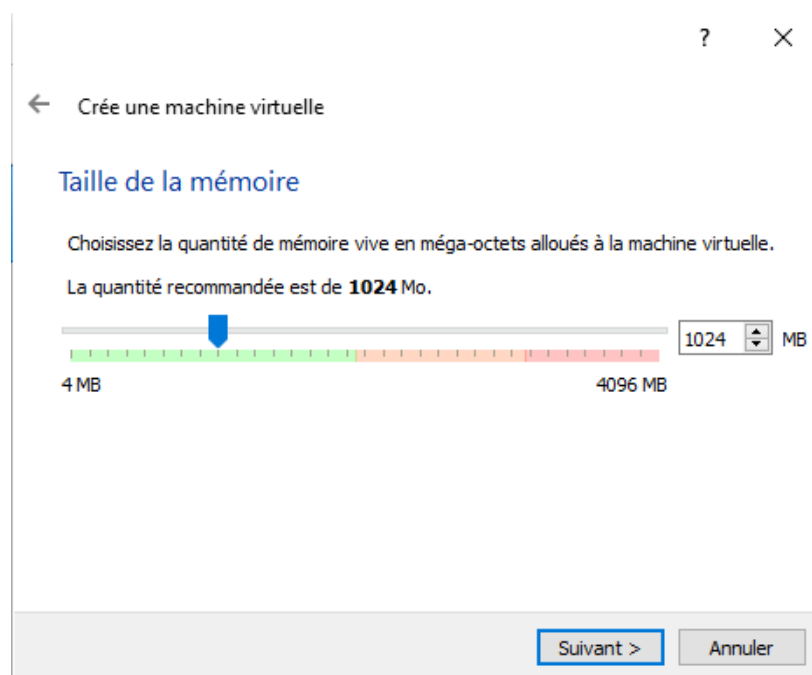 ?
Crée une machine virtuelle
Taille de la mémoire
Choisissez la quantité de mémoire vive en méga-octets alloués à la machine virtuelle.
La quantité recommandée est de 1024 Mo.
1024 MB
4 MB 4096 MB
Suivant > Annuler